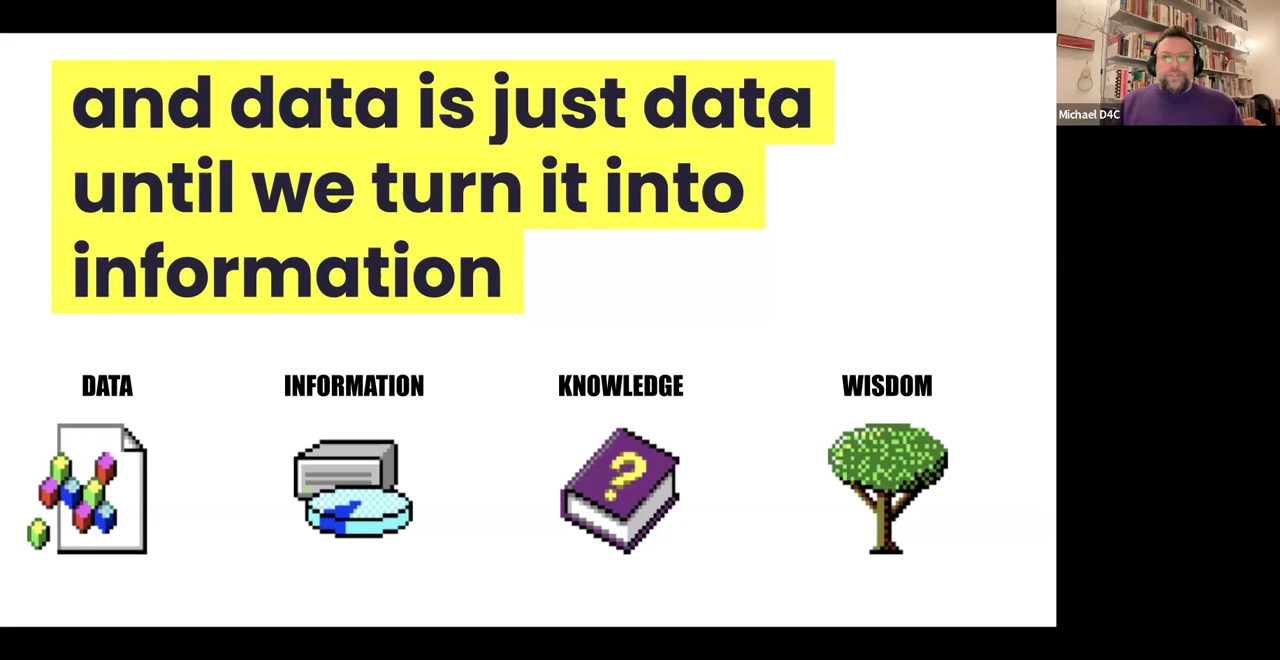 and data is just data
until we turn it into
information
DATA
INFORMATION
KNOWLEDGE
WISDOM
?
Michael D4C